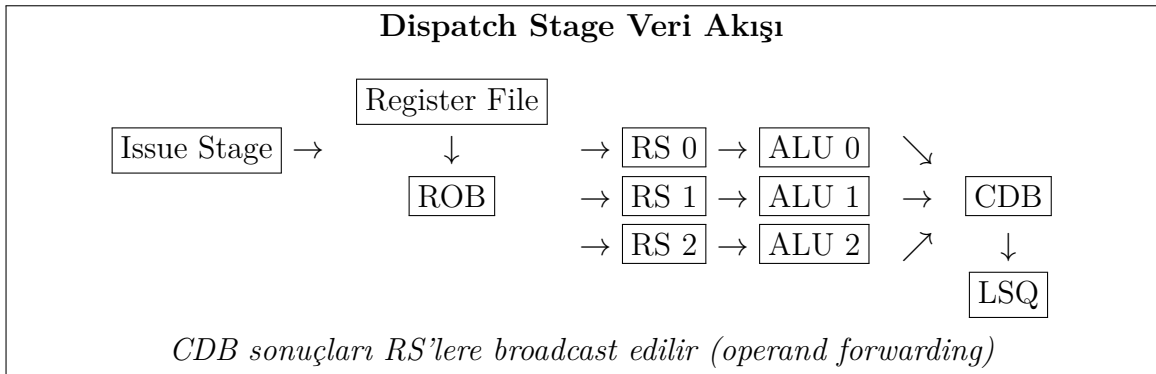 Dispatch Stage Veri Akışı
Register File
Issue Stage → ↓ → RS 0 → ALU 0 ↘
ROB → RS 1 → ALU 1 → CDB
→ RS 2 → ALU 2 ↗ ↓
LSQ
CDB sonuçları RS'lere broadcast edilir (operand forwarding)